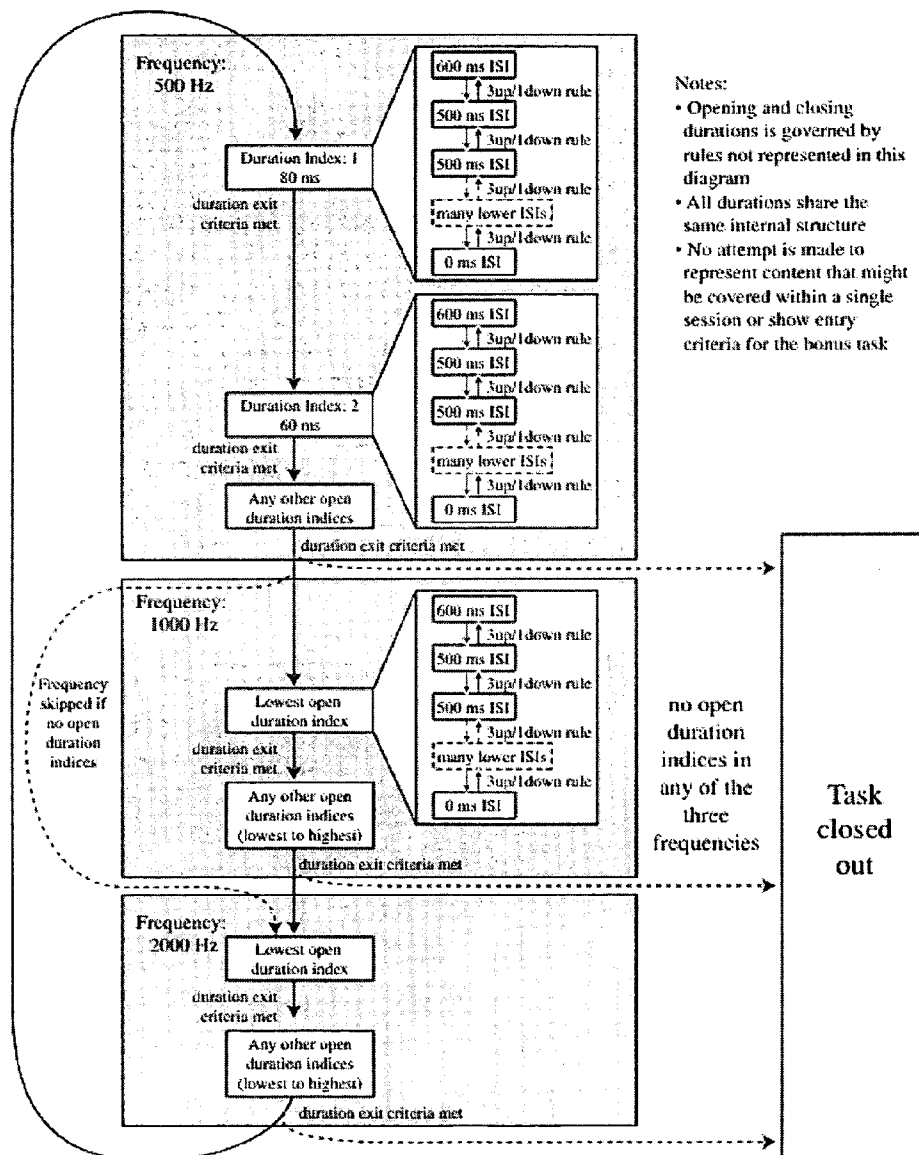 Frequency:
500 Hz
Duration Index: 1
80 ms
duration exit
criteria met
600 ms ISI
3up/1down rule
500 ms ISI
3up/1down rule
500 ms ISI
3up/1down rule
many lower ISIs
3up/1down rule
0 ms ISI
Notes:
• Opening and closing
durations is governed by
rules not represented in this
diagram
• All durations share the
same internal structure
• No attempt is made to
represent content that might
be covered within a single
session or show entry
criteria for the bonus task
Duration Index: 2
60 ms
duration exit
criteria met
Any other open
duration indices
duration exit criteria met
600 ms ISI
3up/1down rule
500 ms ISI
3up/1down rule
500 ms ISI
3up/1down rule
many lower ISIs
3up/1down rule
0 ms ISI
Frequency:
1000 Hz
Frequency
skipped if
no open
duration
indices
Lowest open
duration index
duration exit
criteria met
Any other open
duration indices
(lowest to highest)
duration exit criteria met
600 ms ISI
3up/1down rule
500 ms ISI
3up/1down rule
500 ms ISI
3up/1down rule
many lower ISIs
3up/1down rule
0 ms ISI
no open
duration
indices in
any of the
three
frequencies
Task
closed
out
Frequency:
2000 Hz
Lowest open
duration index
duration exit
criteria met
Any other open
duration indices
(lowest to highest)
duration exit criteria met